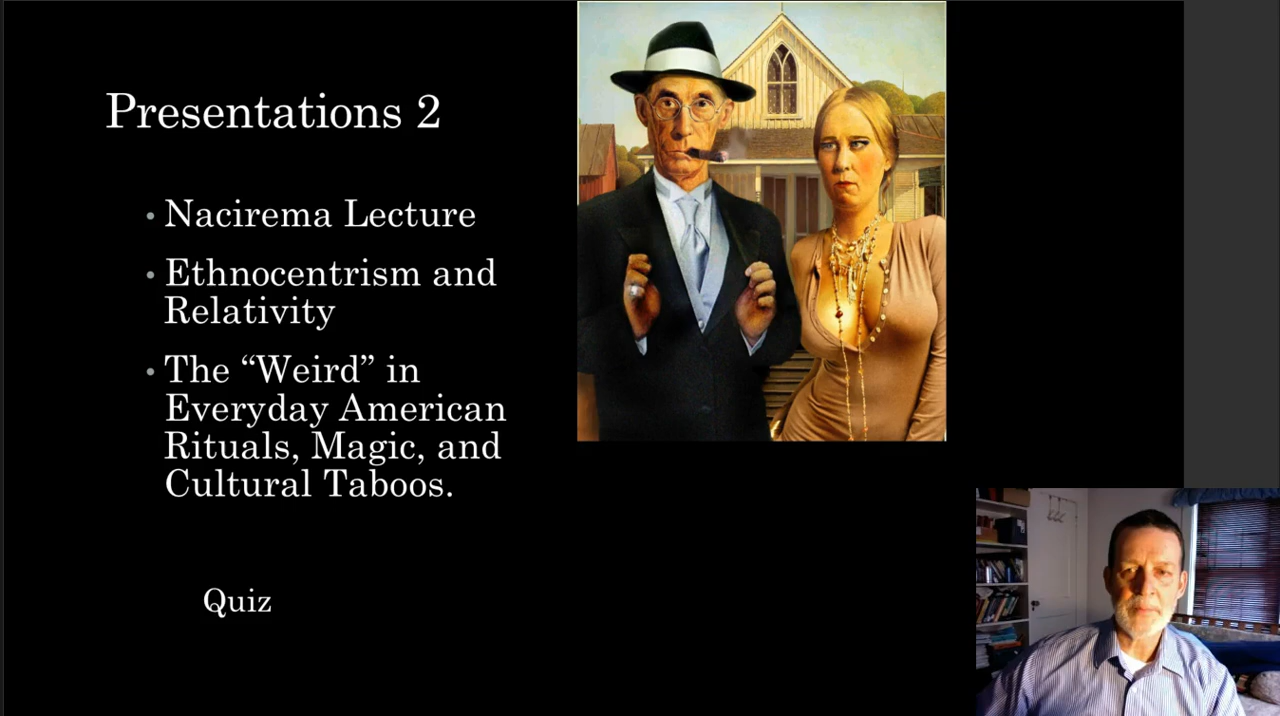 Presentations 2
• Nacirema Lecture
• Ethnocentrism and
Relativity
• The “Weird” in
Everyday American
Rituals, Magic, and
Cultural Taboos.
Quiz